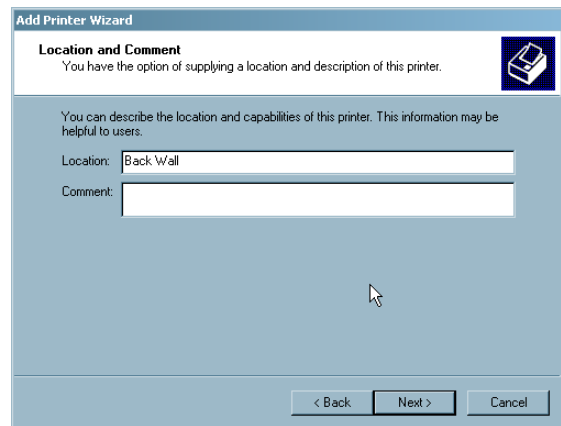 Add Printer Wizard
Location and Comment
You have the option of supplying a location and description of this printer.
You can describe the location and capabilities of this printer. This information may be
helpful to users.
Location: Back Wall
Comment:
< Back Next > Cancel